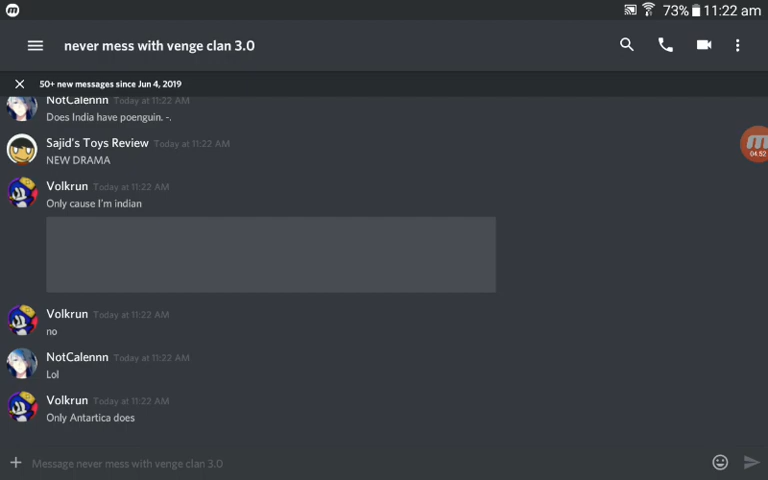 73% 11:22 am
never mess with venge clan 3.0
50+ new messages since Jun 4, 2019
NotCalennn Today at 11:22 AM
Does India have poenguin. -.
Sajid's Toys Review Today at 11:22 AM
NEW DRAMA
04:52
Volkrun Today at 11:22 AM
Only cause I'm indian
Volkrun Today at 11:22 AM
no
NotCalennn Today at 11:22 AM
Lol
Volkrun Today at 11:22 AM
Only Antartica does
Message never mess with venge clan 3.0